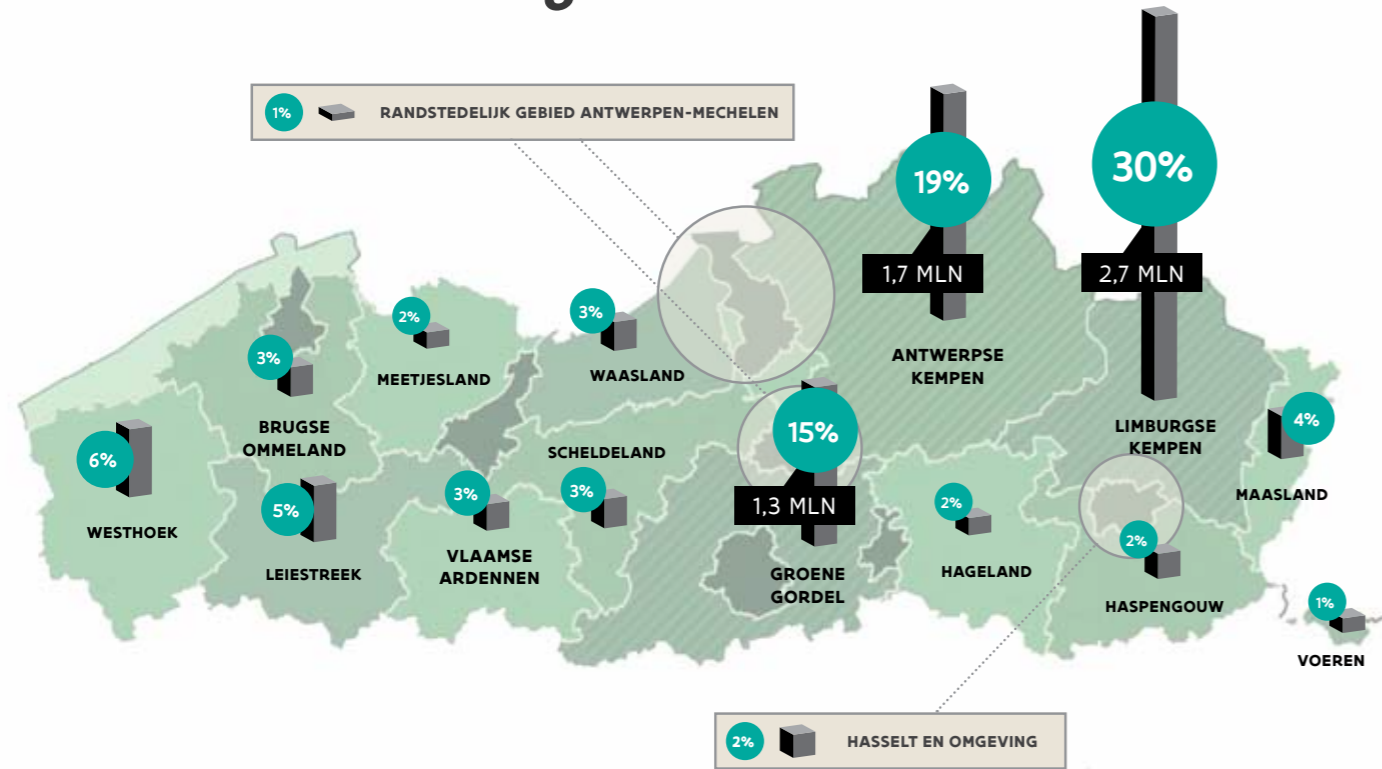 1%
RANDSTEDELIJK GEBIED ANTWERPEN-MECHELEN
19%
1,7 MLN
ANTWERPSE
KEMPEN
30%
2,7 MLN
LIMBURGSE
KEMPEN
2%
MEETJESLAND
3%
WAASLAND
3%
BRUGSE
OMMELAND
6%
WESTHOEK
5%
LEIESTREEK
3%
VLAAMSE
ARDENNEN
SCHELDELAND
3%
15%
1,3 MLN
GROENE
GORDEL
2%
HAGELAND
2%
HASPENGOUW
4%
MAASLAND
1%
VOEREN
2%
HASSELT EN OMGEVING